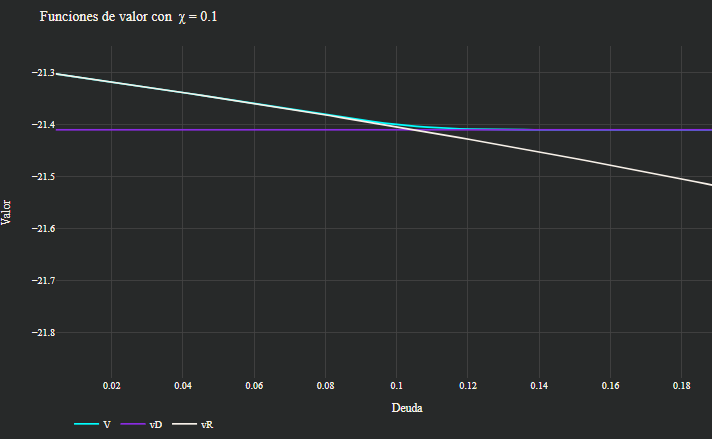 Funciones de valor con χ = 0.1
−21.3
−21.4
−21.5
−21.6
−21.7
−21.8
Valor
0.02 0.04 0.06 0.08 0.1 0.12 0.14 0.16 0.18
Deuda
V vD vR